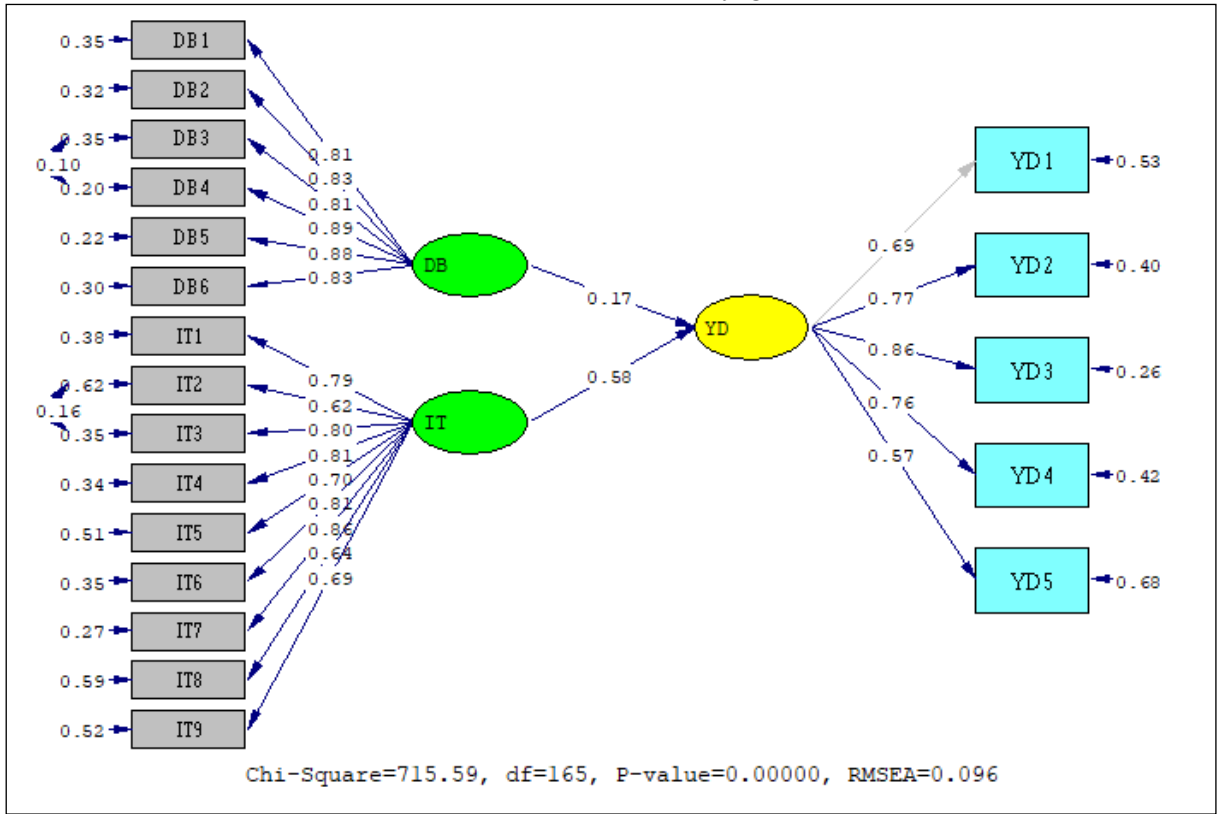 0.35 DB1
0.32 DB2
0.35 DB3
0.10
0.20 DB4
0.22 DB5
0.30 DB6
0.38 IT1
0.62 IT2
0.16
0.35 IT3
0.34 IT4
0.51 IT5
0.35 IT6
0.27 IT7
0.59 IT8
0.52 IT9
0.81
0.83
0.81
0.89
0.88
0.83
0.79
0.62
0.80
0.81
0.70
0.81
0.86
0.64
0.69
DB
IT
0.17
0.58
YD
0.69
0.77
0.86
0.76
0.57
YD1 0.53
YD2 0.40
YD3 0.26
YD4 0.42
YD5 0.68
Chi-Square=715.59, df=165, P-value=0.00000, RMSEA=0.096